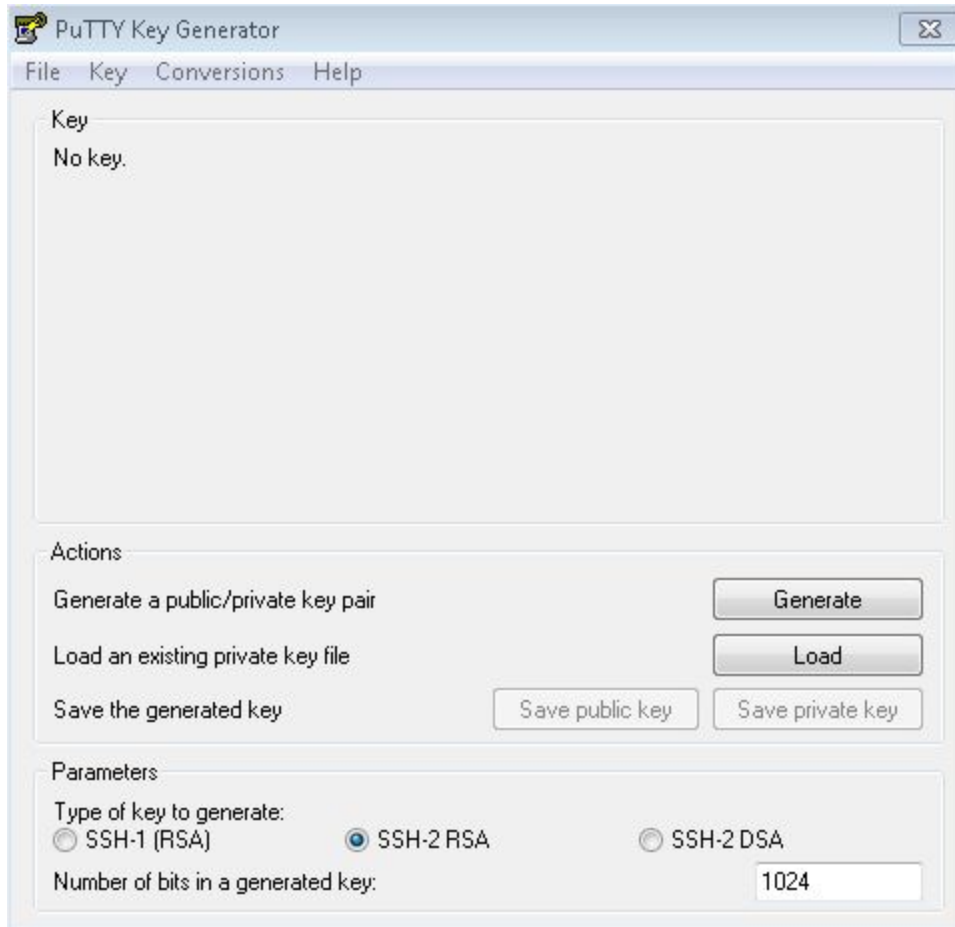 PuTTY Key Generator
File Key Conversions Help
Key
No key.
Actions
Generate a public/private key pair Generate
Load an existing private key file Load
Save the generated key Save public key Save private key
Parameters
Type of key to generate:
SSH-1 (RSA) SSH-2 RSA SSH-2 DSA
Number of bits in a generated key: 1024